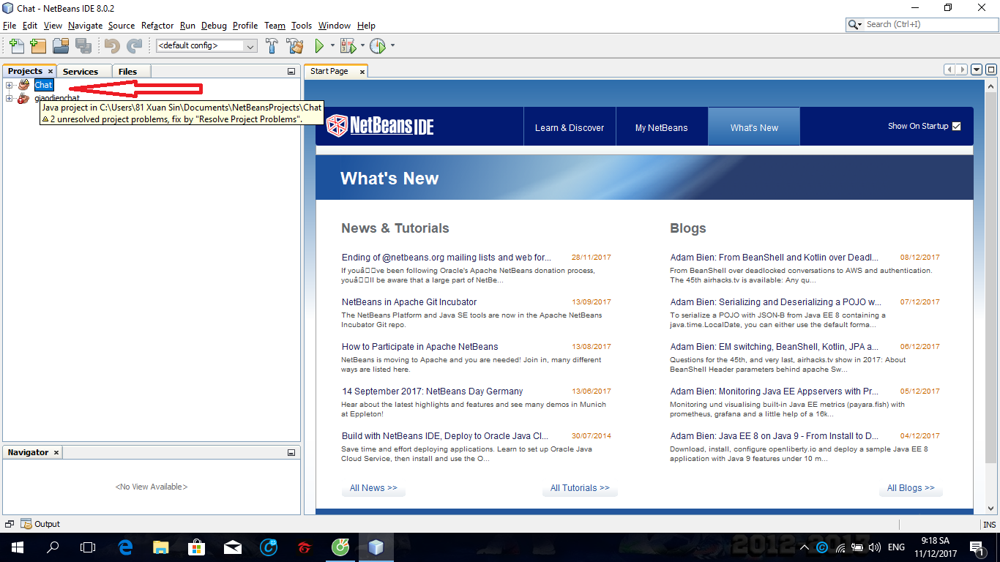 Chat - NetBeans IDE 8.0.2
File Edit View Navigate Source Refactor Run Debug Profile Team Tools Window Help
Search (Ctrl+I)
<default config>
Projects Services Files
Start Page
Chat
giaodienchat
Java project in C:\Users\81 Xuan Sin\Documents\NetBeansProjects\Chat
2 unresolved project problems, fix by "Resolve Project Problems".
NetBeans IDE
Learn & Discover
My NetBeans
What's New
Show On Startup
What's New
News & Tutorials
Ending of @netbeans.org mailing lists and web for... 28/11/2017
If youâ��ve been following Oracle's Apache NetBeans donation process,
youâ��ll be aware that a large part of NetBe...
NetBeans in Apache Git Incubator 13/09/2017
The NetBeans Platform and Java SE tools are now in the Apache NetBeans
Incubator Git repo.
How to Participate in Apache NetBeans 13/08/2017
NetBeans is moving to Apache and you are needed! Join in, many different
ways are listed here.
14 September 2017: NetBeans Day Germany 13/06/2017
Hear about the latest highlights and features and see many demos in Munich
at Eppleton!
Build with NetBeans IDE, Deploy to Oracle Java Cl... 30/07/2014
Save time and effort deploying applications. Learn to set up Oracle Java
Cloud Service, then install and use the O...
All News >>
All Tutorials >>
Blogs
Adam Bien: From BeanShell and Kotlin over Deadl... 08/12/2017
From BeanShell over deadlocked conversations to AWS and authentication.
The 45th airhacks.tv is available: Any qu...
Adam Bien: Serializing and Deserializing a POJO w... 07/12/2017
To serialize a POJO with JSON-B from Java EE 8 containing a
java.time.LocalDate, you can either use the default forma...
Adam Bien: EM switching, BeanShell, Kotlin, JPA a... 06/12/2017
Questions for the 45th, and very last, airhacks.tv show in 2017: About
BeanShell Header parameters behind apache Sw...
Adam Bien: Monitoring Java EE Appservers with Pr... 05/12/2017
Monitoring und visualising built-in Java EE metrics (payara.fish) with
prometheus, grafana and a little help of a 16k...
Adam Bien: Java EE 8 on Java 9 - From Install to D... 04/12/2017
Download, install, configure openliberty.io and deploy a sample Java EE 8
application with Java 9 features under 10 m...
All Blogs >>
Navigator
<No View Available>
Output
INS
2012-2017
ENG
9:18 SA
11/12/2017
1